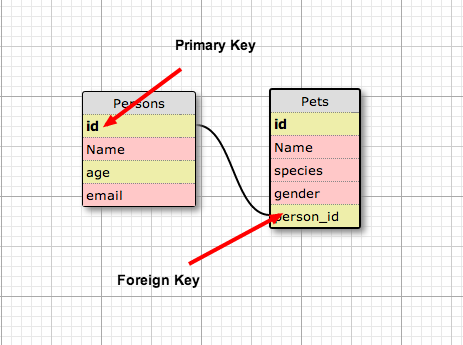 Primary Key
Persons
id
Name
age
email
Pets
id
Name
species
gender
person_id
Foreign Key